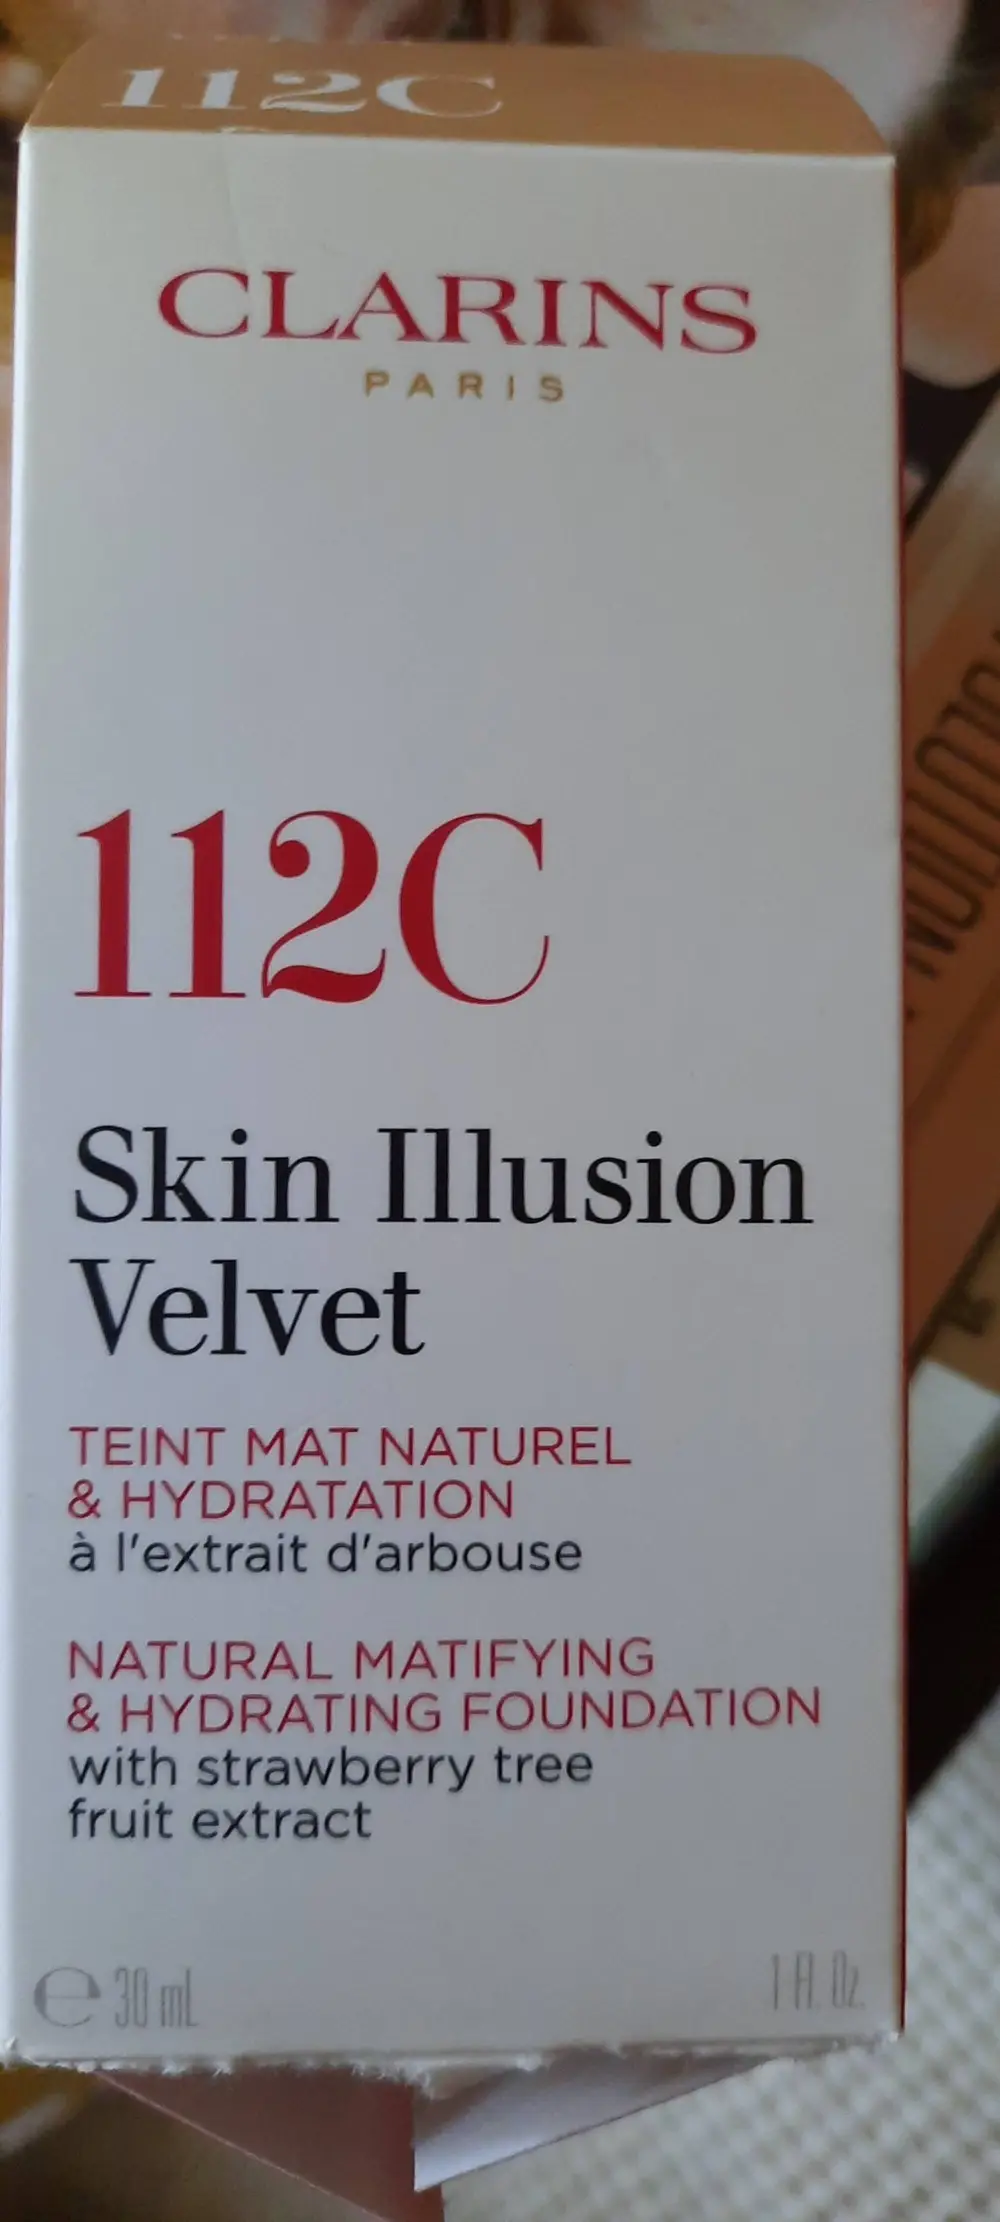 112C
CLARINS
PARIS
112C
Skin Illusion
Velvet
TEINT MAT NATUREL
& HYDRATATION
à l'extrait d'arbouse
NATURAL MATIFYING
& HYDRATING FOUNDATION
with strawberry tree
fruit extract
e 30 mL
1 Fl. Oz.